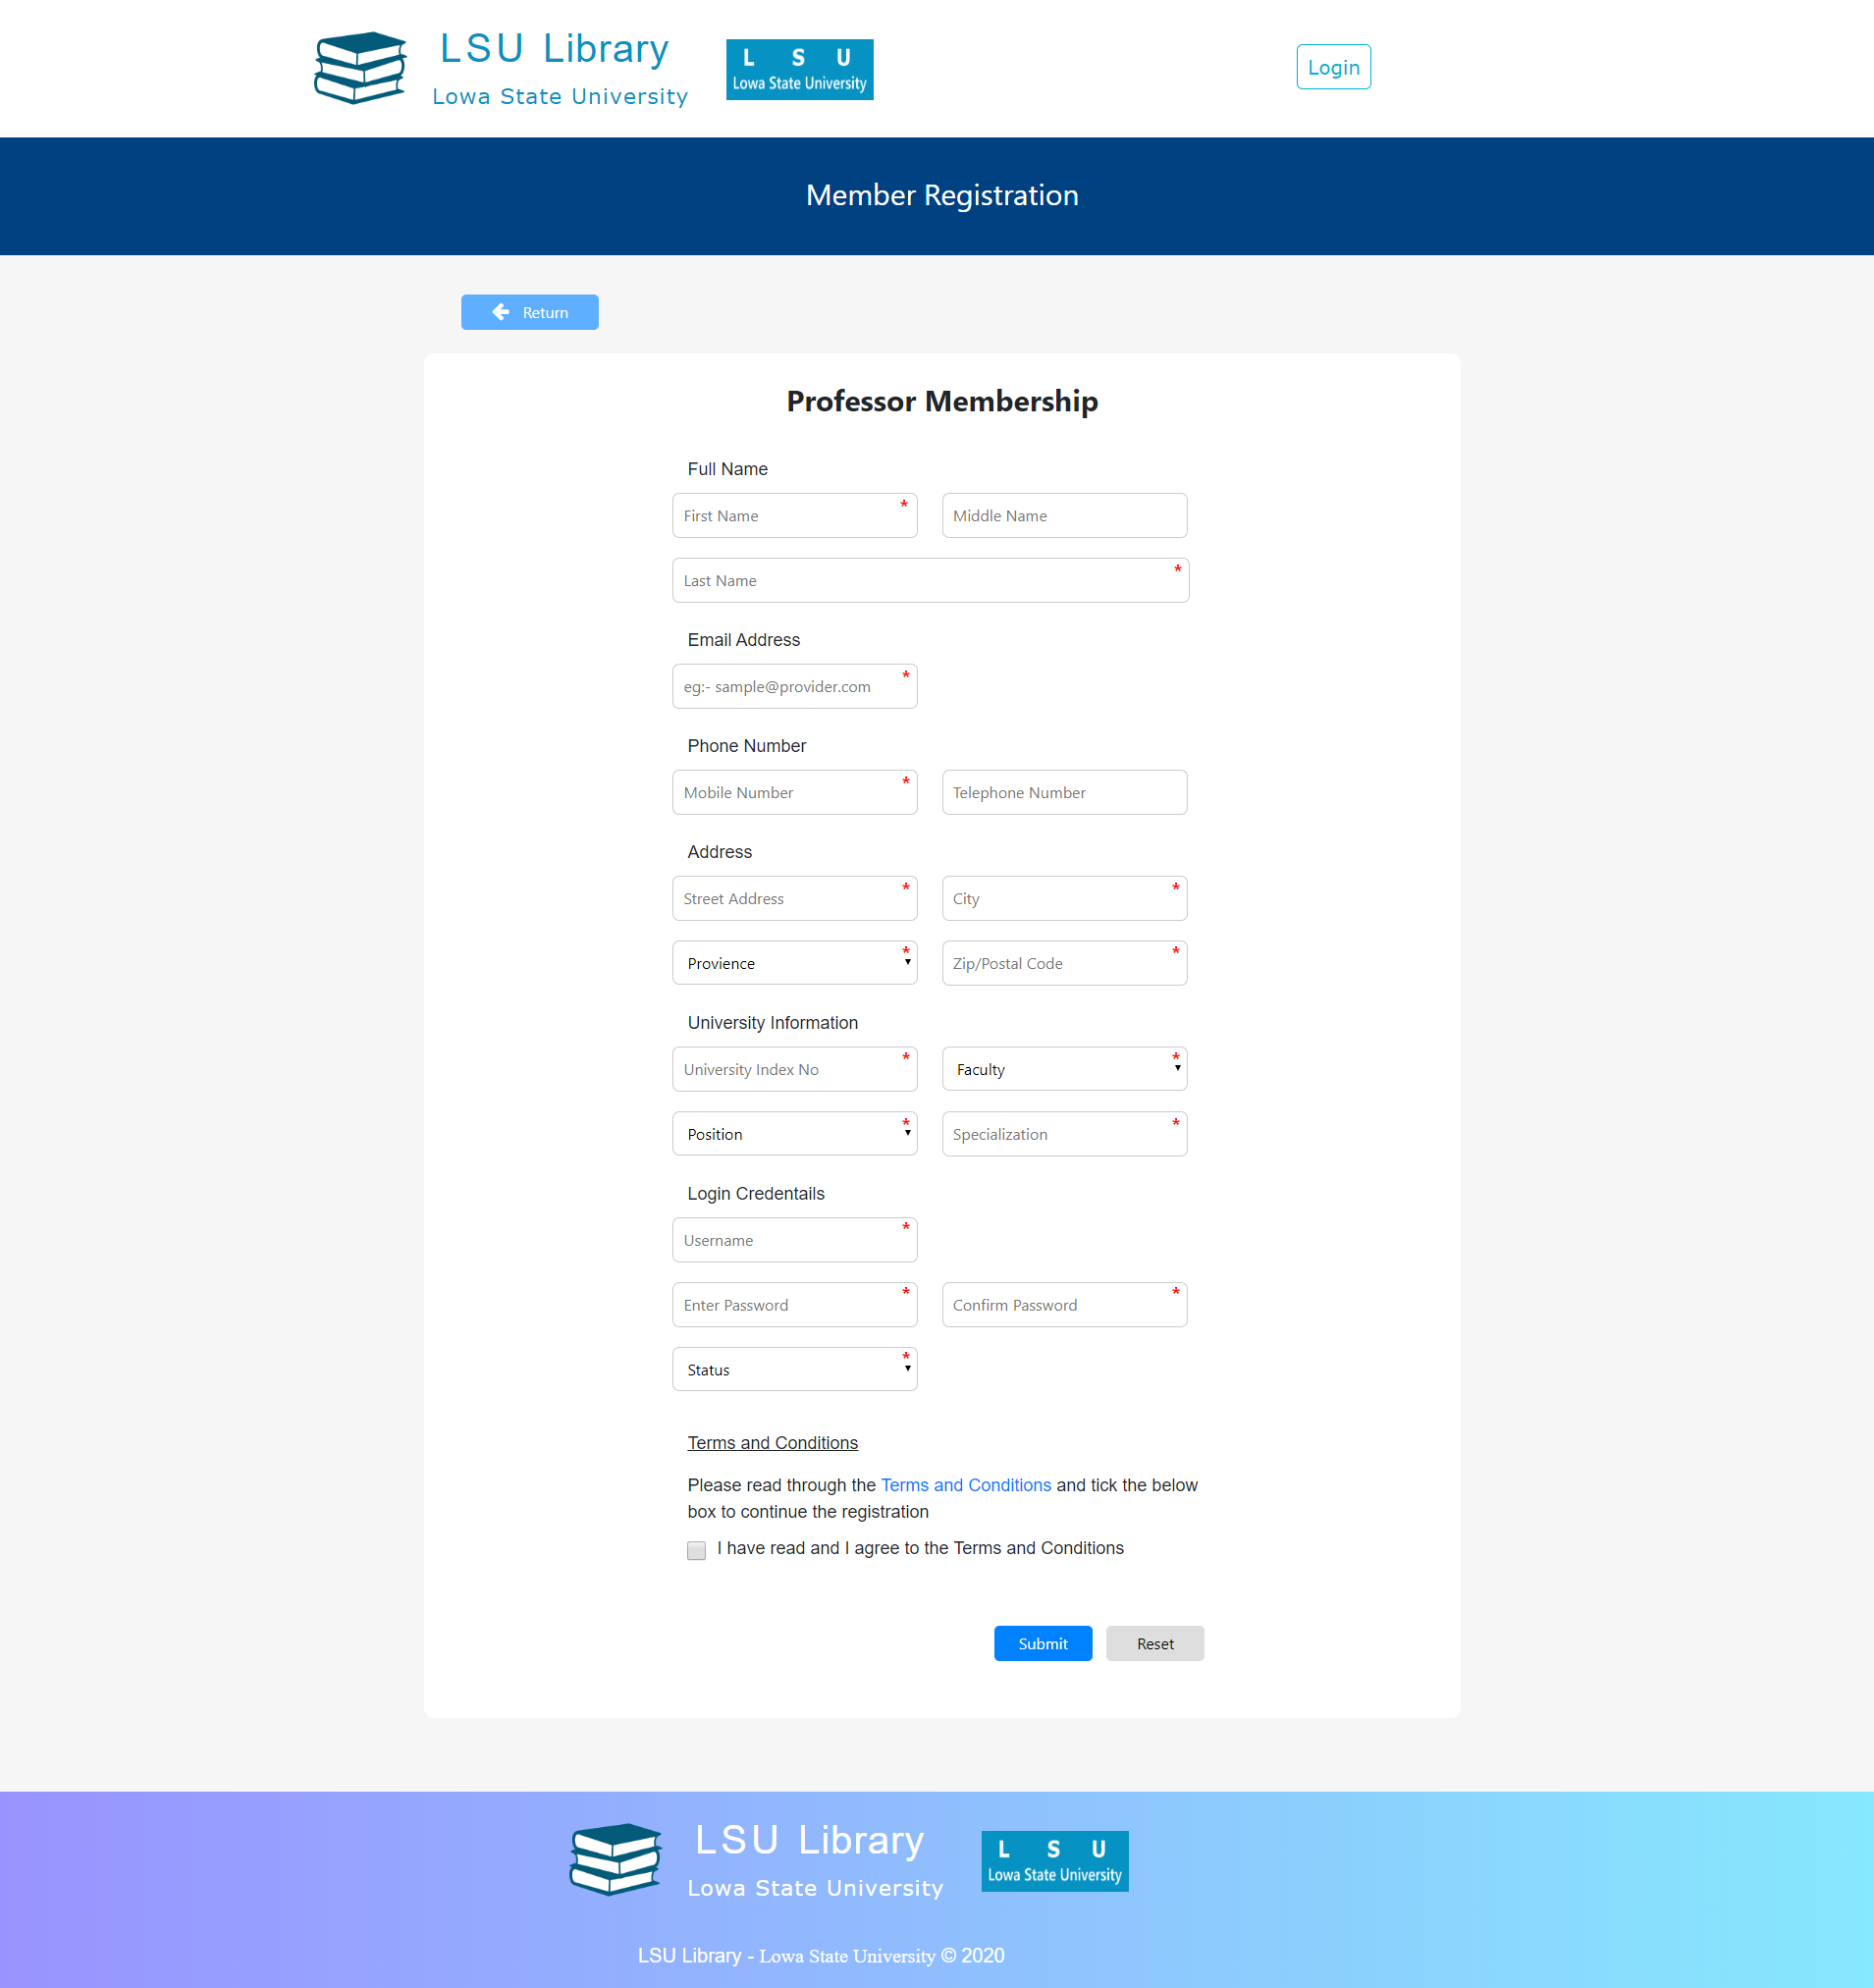 LSU Library
Lowa State University
L S U
Lowa State University
Login
Member Registration
Return
Professor Membership
Full Name
First Name *
Middle Name
Last Name *
Email Address
eg:- sample@provider.com *
Phone Number
Mobile Number *
Telephone Number
Address
Street Address *
City *
Provience *
Zip/Postal Code *
University Information
University Index No *
Faculty *
Position *
Specialization *
Login Credentails
Username *
Enter Password *
Confirm Password *
Status *
Terms and Conditions
Please read through the Terms and Conditions and tick the below
box to continue the registration
I have read and I agree to the Terms and Conditions
Submit
Reset
LSU Library
Lowa State University
L S U
Lowa State University
LSU Library - Lowa State University © 2020